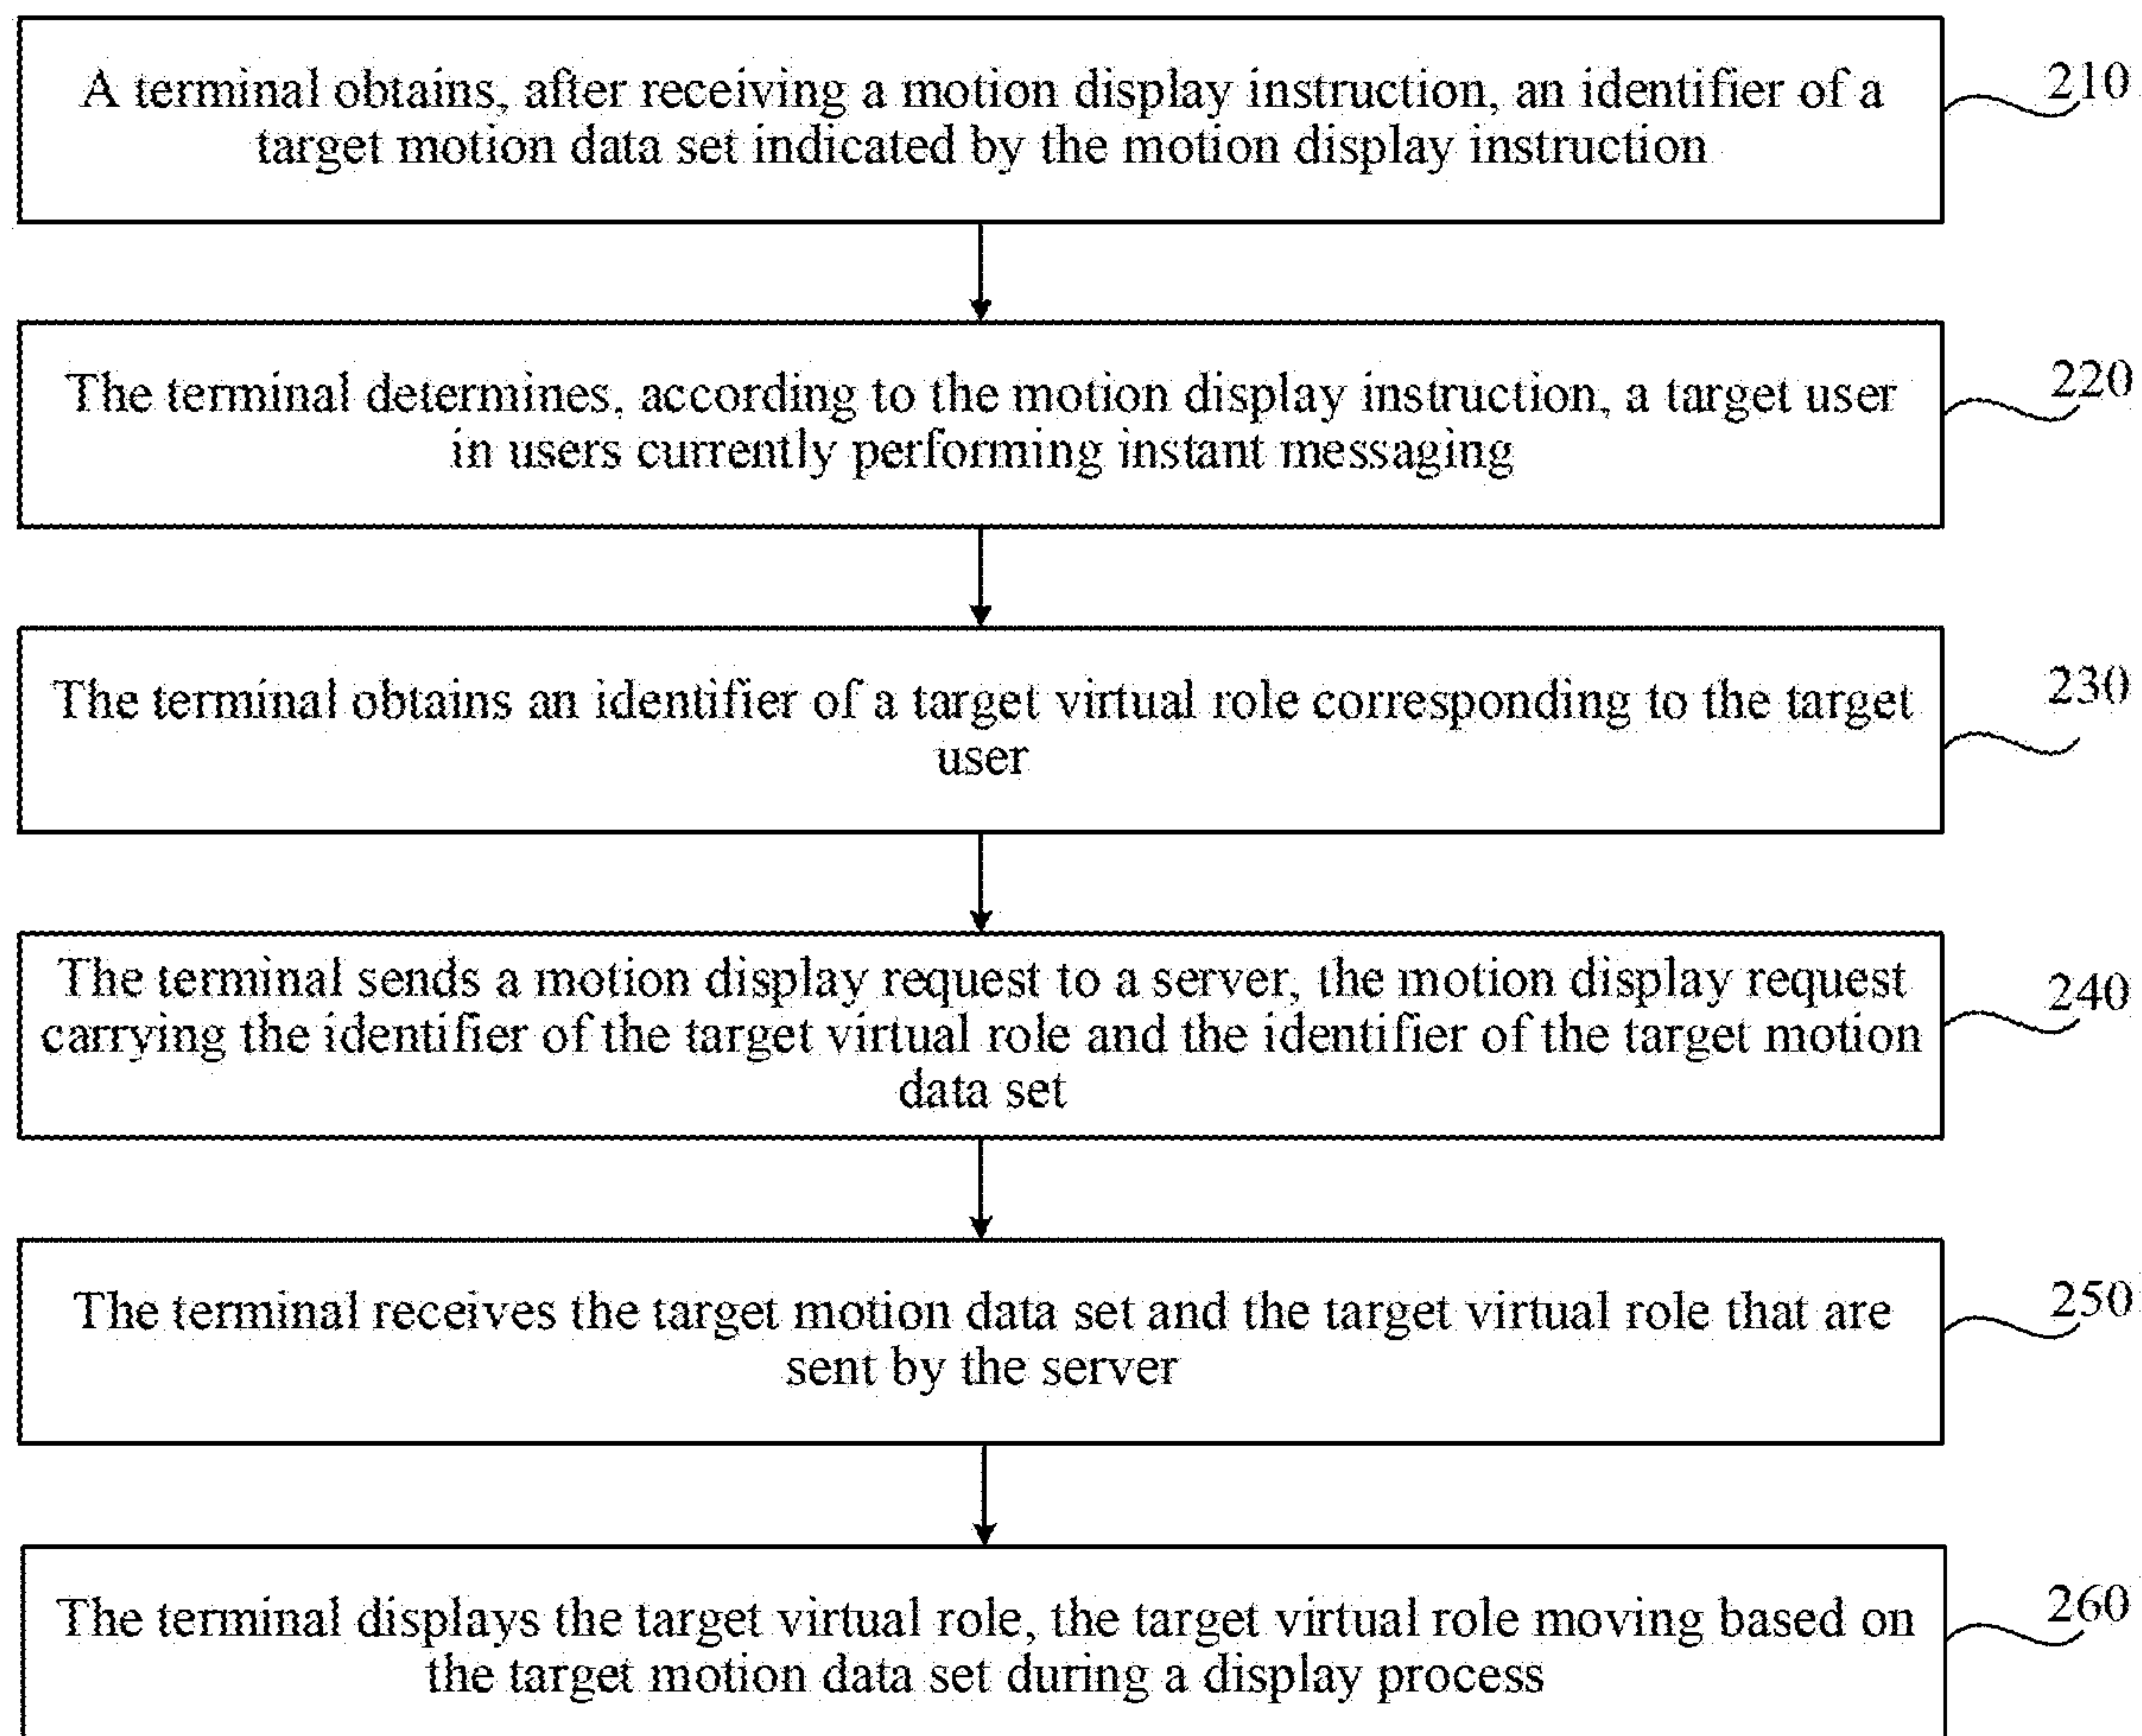 A terminal obtains, after receiving a motion display instruction, an identifier of a
target motion data set indicated by the motion display instruction
210
The terminal determines, according to the motion display instruction, a target user
in users currently performing instant messaging
220
The terminal obtains an identifier of a target virtual role corresponding to the target
user
230
The terminal sends a motion display request to a server, the motion display request
carrying the identifier of the target virtual role and the identifier of the target motion
data set
240
The terminal receives the target motion data set and the target virtual role that are
sent by the server
250
The terminal displays the target virtual role, the target virtual role moving based on
the target motion data set during a display process
260